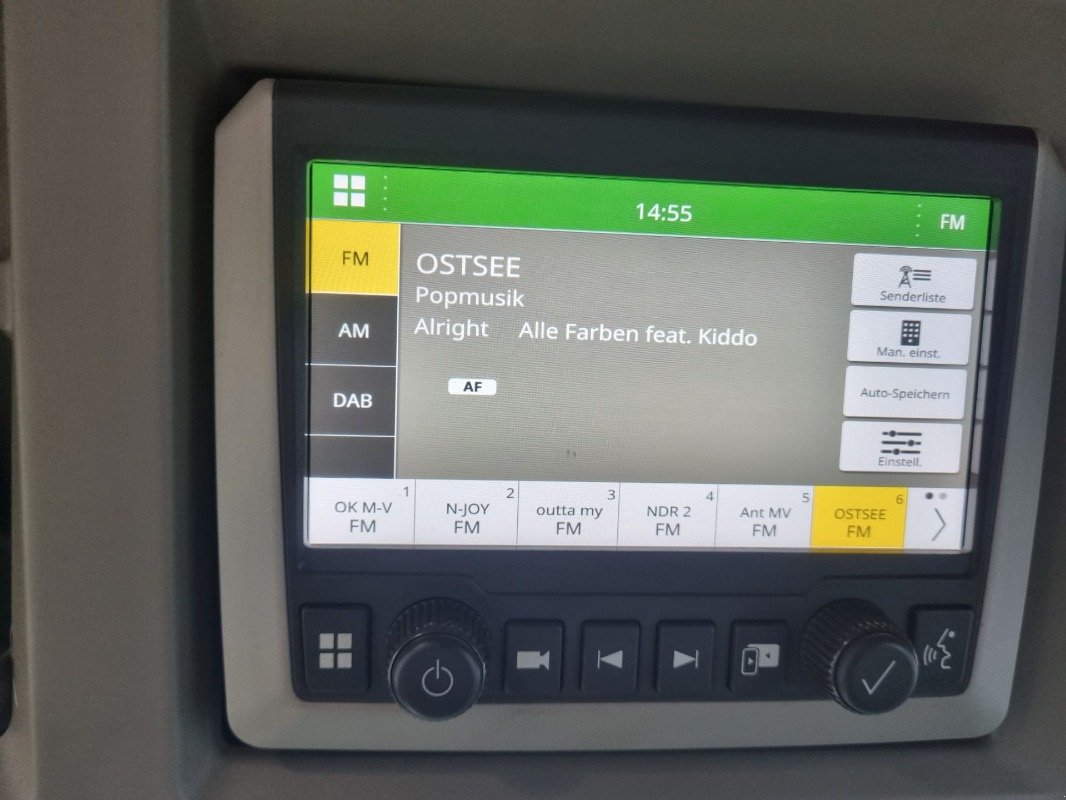 14:55
FM
FM
AM
DAB
OSTSEE
Popmusik
Alright Alle Farben feat. Kiddo
AF
Senderliste
Man. einst.
Auto-Speichern
Einstell.
1
OK M-V
FM
2
N-JOY
FM
3
outta my
FM
4
NDR 2
FM
5
Ant MV
FM
6
OSTSEE
FM